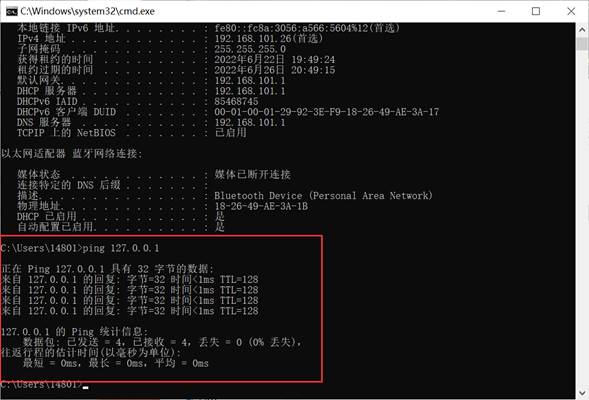 C:\Windows\system32\cmd.exe
本地链接 IPv6 地址. . . . . . . . : fe80::fc8a:3056:a566:5604%12(首选)
IPv4 地址 . . . . . . . . . . . . : 192.168.101.26(首选)
子网掩码 . . . . . . . . . . . . : 255.255.255.0
获得租约的时间 . . . . . . . . . : 2022年6月22日 19:49:24
租约过期的时间 . . . . . . . . . : 2022年6月26日 20:49:15
默认网关. . . . . . . . . . . . . : 192.168.101.1
DHCP 服务器 . . . . . . . . . . . : 192.168.101.1
DHCPv6 IAID . . . . . . . . . . . : 85468745
DHCPv6 客户端 DUID . . . . . . . : 00-01-00-01-29-92-3E-F9-18-26-49-AE-3A-17
DNS 服务器 . . . . . . . . . . . : 192.168.101.1
TCPIP 上的 NetBIOS . . . . . . . : 已启用
以太网适配器 蓝牙网络连接:
媒体状态 . . . . . . . . . . . . : 媒体已断开连接
连接特定的 DNS 后缀 . . . . . . . :
描述. . . . . . . . . . . . . . . : Bluetooth Device (Personal Area Network)
物理地址. . . . . . . . . . . . . : 18-26-49-AE-3A-1B
DHCP 已启用 . . . . . . . . . . . : 是
自动配置已启用. . . . . . . . . . : 是
C:\Users\14801>ping 127.0.0.1
正在 Ping 127.0.0.1 具有 32 字节的数据:
来自 127.0.0.1 的回复: 字节=32 时间<1ms TTL=128
来自 127.0.0.1 的回复: 字节=32 时间<1ms TTL=128
来自 127.0.0.1 的回复: 字节=32 时间<1ms TTL=128
来自 127.0.0.1 的回复: 字节=32 时间<1ms TTL=128
127.0.0.1 的 Ping 统计信息:
数据包: 已发送 = 4，已接收 = 4，丢失 = 0 (0% 丢失)，
往返行程的估计时间(以毫秒为单位):
最短 = 0ms，最长 = 0ms，平均 = 0ms
C:\Users\14801>